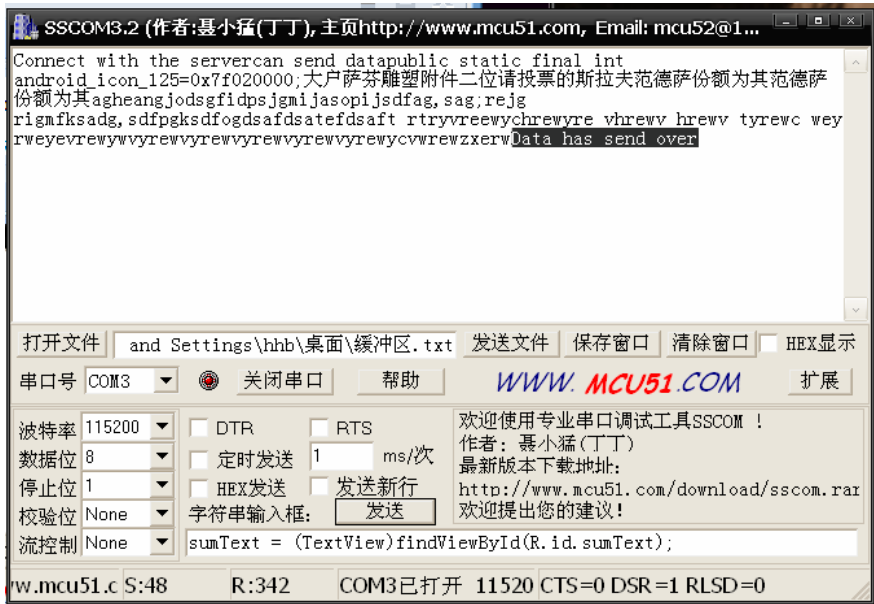 SSCOM3.2 (作者:聂小猛(丁丁), 主页http://www.mcu51.com, Email: mcu52@1...
Connect with the servercan send datapublic static final int
android_icon_125=0x7f020000;大户萨芬雕塑附件二位请投票的斯拉夫范德萨份额为其范德萨
份额为其agheangjodsgfidpsjgmijasopijsdfag,sag;rejg
rigmfksadg,sdfpgksdfogdsafdsatefdsaft rtryvreewychrewyre vhrewv hrewv tyrewc wey
rweyevrewywvyrewvyrewvyrewvyrewvyrewycvwrewzxerwData has send over
打开文件 and Settings\hhb\桌面\缓冲区.txt 发送文件 保存窗口 清除窗口 HEX显示
串口号 COM3 关闭串口 帮助 WWW. MCU51.COM 扩展
波特率 115200 DTR RTS
数据位 8 定时发送 1 ms/次
停止位 1 HEX发送 发送新行
校验位 None 字符串输入框: 发送
欢迎使用专业串口调试工具SSCOM !
作者: 聂小猛(丁丁)
最新版本下载地址:
http://www.mcu51.com/download/sscom.rar
欢迎提出您的建议!
流控制 None sumText = (TextView)findViewById(R.id.sumText);
w.mcu51.c S:48 R:342 COM3已打开 11520 CTS=0 DSR=1 RLSD=0